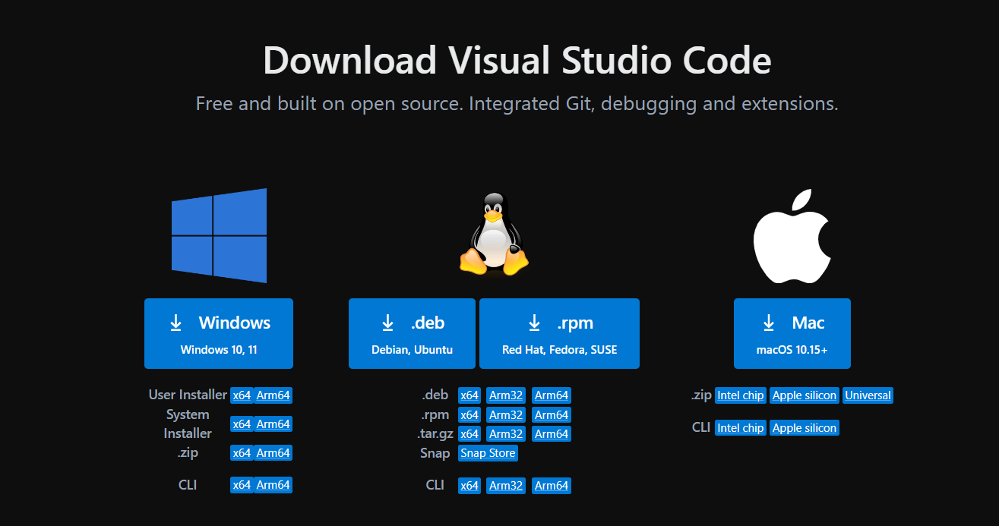 Download Visual Studio Code
Free and built on open source. Integrated Git, debugging and extensions.
Windows
Windows 10, 11
User Installer x64 Arm64
System
Installer
x64 Arm64
.zip x64 Arm64
CLI x64 Arm64
.deb
Debian, Ubuntu
.rpm
Red Hat, Fedora, SUSE
.deb x64 Arm32 Arm64
.rpm x64 Arm32 Arm64
.tar.gz x64 Arm32 Arm64
Snap Snap Store
CLI x64 Arm32 Arm64
Mac
macOS 10.15+
.zip Intel chip Apple silicon Universal
CLI Intel chip Apple silicon